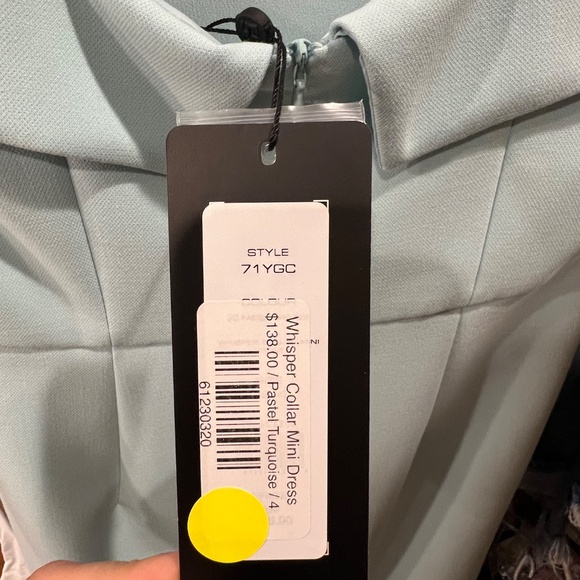 STYLE
71YGC
Whisper Collar Mini Dress
$138.00 / Pastel Turquoise / 4
61230320